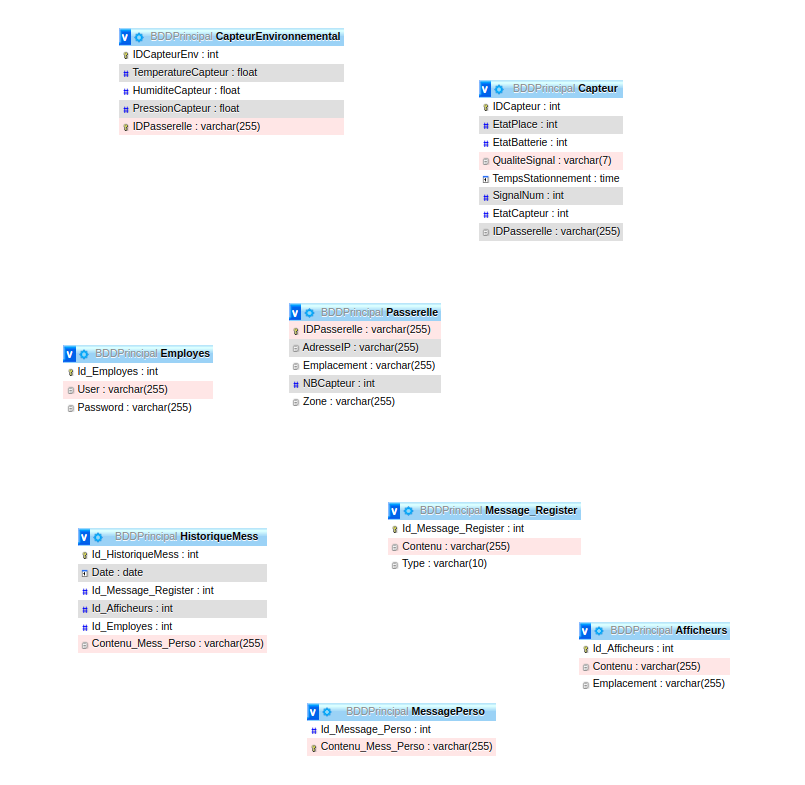 BDDPrincipal CapteurEnvironnemental
IDCapteurEnv : int
TemperatureCapteur : float
HumiditeCapteur : float
PressionCapteur : float
IDPasserelle : varchar(255)
BDDPrincipal Capteur
IDCapteur : int
EtatPlace : int
EtatBatterie : int
QualiteSignal : varchar(7)
TempsStationnement : time
SignalNum : int
EtatCapteur : int
IDPasserelle : varchar(255)
BDDPrincipal Passerelle
IDPasserelle : varchar(255)
AdresseIP : varchar(255)
Emplacement : varchar(255)
NBCapteur : int
Zone : varchar(255)
BDDPrincipal Employes
Id_Employes : int
User : varchar(255)
Password : varchar(255)
BDDPrincipal Message_Register
Id_Message_Register : int
Contenu : varchar(255)
Type : varchar(10)
BDDPrincipal HistoriqueMess
Id_HistoriqueMess : int
Date : date
Id_Message_Register : int
Id_Afficheurs : int
Id_Employes : int
Contenu_Mess_Perso : varchar(255)
BDDPrincipal Afficheurs
Id_Afficheurs : int
Contenu : varchar(255)
Emplacement : varchar(255)
BDDPrincipal MessagePerso
Id_Message_Perso : int
Contenu_Mess_Perso : varchar(255)